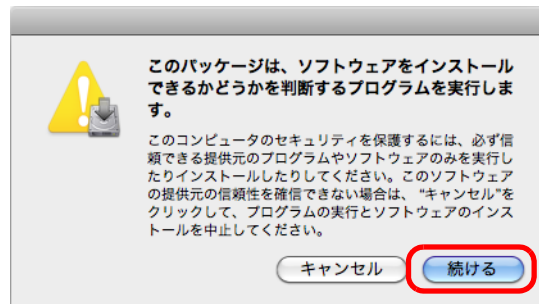 このパッケージは、ソフトウェアをインストール
できるかどうかを判断するプログラムを実行しま
す。
このコンピュータのセキュリティを保護するには、必ず信
頼できる提供元のプログラムやソフトウェアのみを実行し
たりインストールしたりしてください。このソフトウェア
の提供元の信頼性を確信できない場合は、 “キャンセル”を
クリックして、プログラムの実行とソフトウェアのインス
トールを中止してください。
キャンセル 続ける